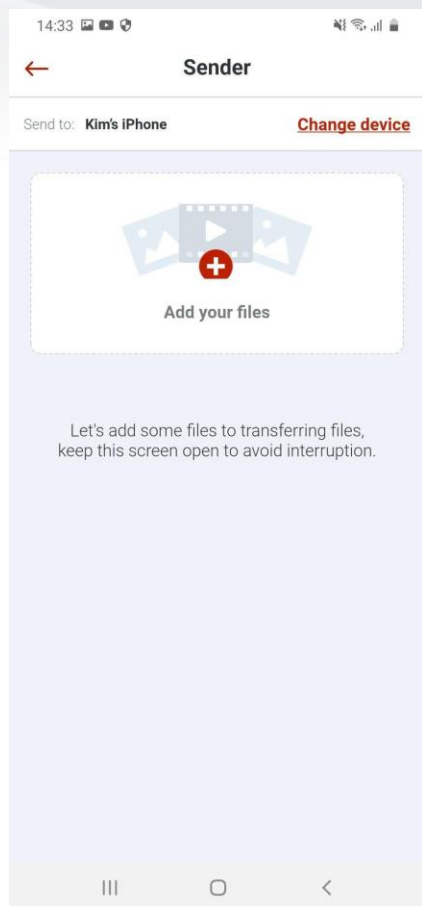 14:33
Sender
Send to: Kim's iPhone Change device
Add your files
Let's add some files to transferring files,
keep this screen open to avoid interruption.